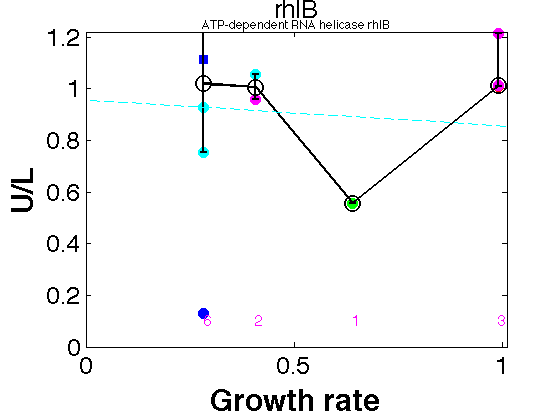 rhlB
ATP-dependent RNA helicase rhlB
1.2
1
0.8
0.6
0.4
0.2
0
U/L
6 2 1 3
0 0.5 1
Growth rate